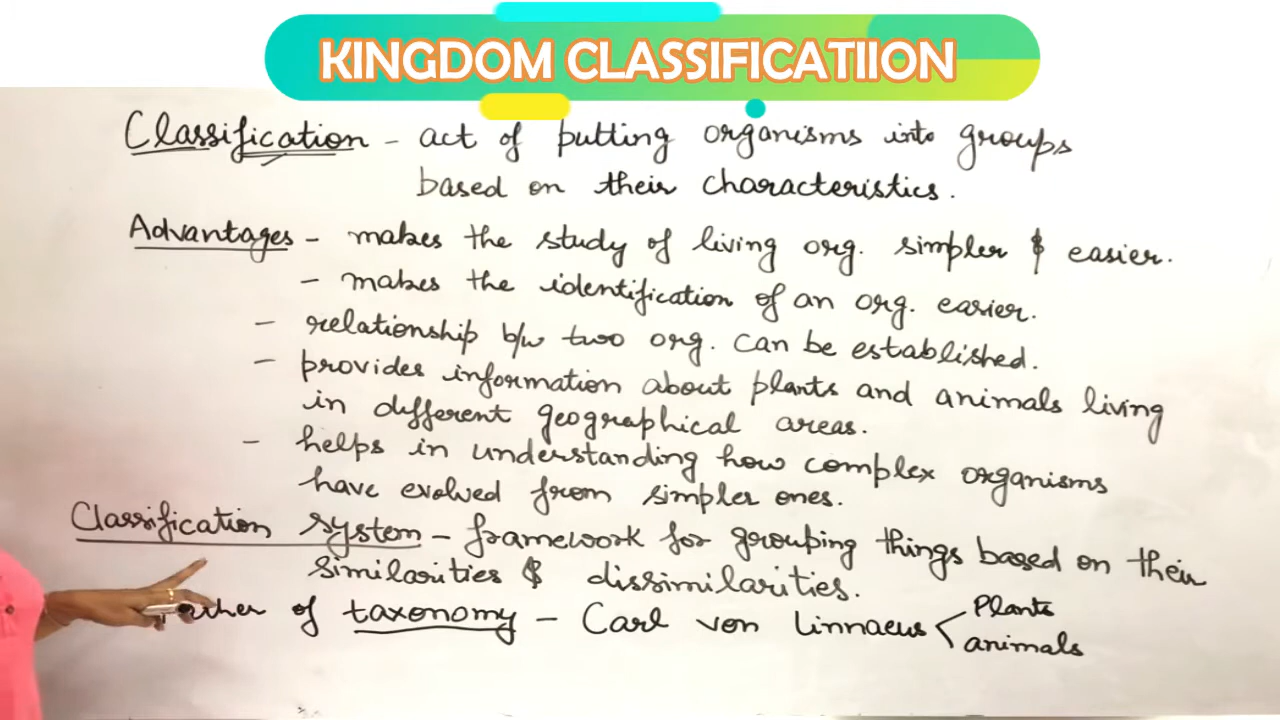 KINGDOM CLASSIFICATIION
Classification - act of putting organisms into groups
based on their characteristics.
Advantages - makes the study of living org. simpler & easier.
- makes the identification of an org. easier.
- relationship b/w two org. can be established.
- provides information about plants and animals living
in different geographical areas.
- helps in understanding how complex organisms
have evolved from simpler ones.
Classification system - framework for grouping things based on their
similarities & dissimilarities.
of taxonomy - Carl von Linnaeus < Plants
animals